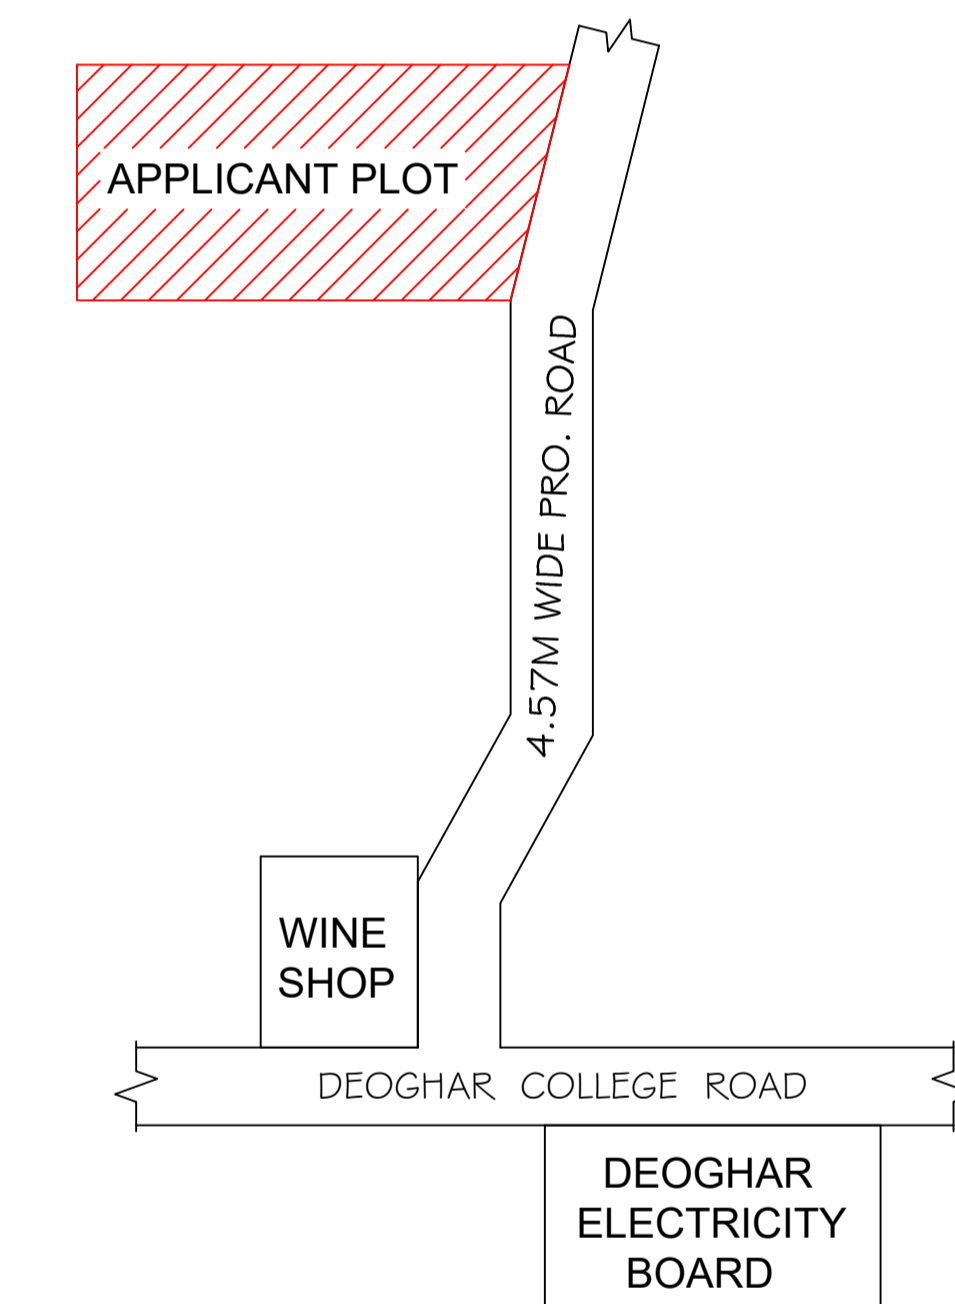 APPLICANT PLOT
4.57M WIDE PRO. ROAD
WINE
SHOP
DEOGHAR COLLEGE ROAD
DEOGHAR
ELECTRICITY
BOARD